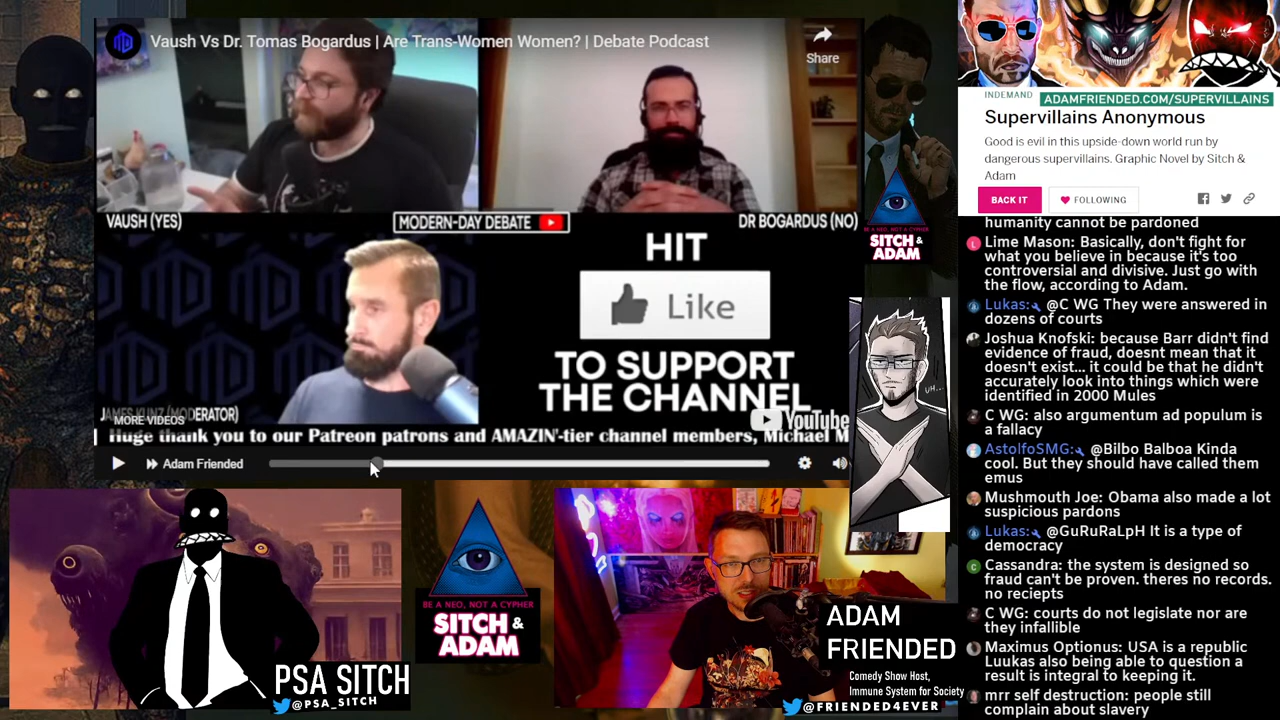 Vaush Vs Dr. Tomas Bogardus | Are Trans-Women Women? | Debate Podcast
Share
VAUSH (YES)
MODERN-DAY DEBATE
DR BOGARDUS (NO)
HIT
Like
TO SUPPORT
THE CHANNEL
JAMES KUNZ (MODERATOR)
MORE VIDEOS
YouTube
Huge thank you to our Patreon patrons and AMAZIN'-tier channel members, Michael M
Adam Friended
BE A NEO, NOT A CYPHER
SITCH &
ADAM
UH...
PSA SITCH
@PSA_SITCH
BE A NEO, NOT A CYPHER
SITCH &
ADAM
ADAM
FRIENDED
Comedy Show Host,
Immune System for Society
@FRIENDED4EVER
INDEMAND
ADAMFRIENDED.COM/SUPERVILLAINS
Supervillains Anonymous
Good is evil in this upside-down world run by
dangerous supervillains. Graphic Novel by Sitch &
Adam
BACK IT
FOLLOWING
humanity cannot be pardoned
Lime Mason: Basically, don't fight for
what you believe in because it's too
controversial and divisive. Just go with
the flow, according to Adam.
Lukas: @C WG They were answered in
dozens of courts
Joshua Knofski: because Barr didn't find
evidence of fraud, doesnt mean that it
doesn't exist... it could be that he didn't
accurately look into things which were
identified in 2000 Mules
C WG: also argumentum ad populum is
a fallacy
AstolfoSMG: @Bilbo Balboa Kinda
cool. But they should have called them
emus
Mushmouth Joe: Obama also made a lot
suspicious pardons
Lukas: @GuRuRaLpH It is a type of
democracy
Cassandra: the system is designed so
fraud can't be proven. theres no records.
no reciepts
C WG: courts do not legislate nor are
they infallible
Maximus Optionus: USA is a republic
Luukas also being able to question a
result is integral to keeping it.
mrr self destruction: people still
complain about slavery